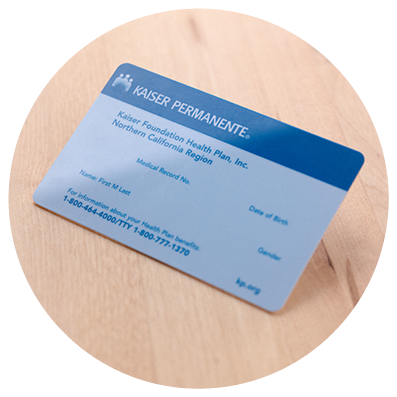 KAISER PERMANENTE®
Kaiser Foundation Health Plan, Inc.
Northern California Region
Medical Record No.
Name: First M Last
Date of Birth
For information about your Health Plan benefits:
1-800-464-4000/TTY 1-800-777-1370
Gender
kp.org